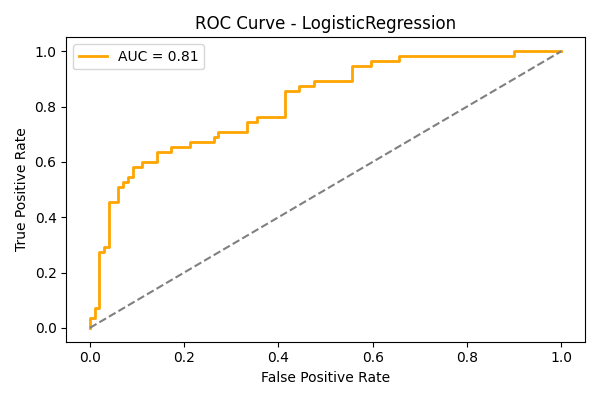 ROC Curve - LogisticRegression
AUC = 0.81
True Positive Rate
1.0
0.8
0.6
0.4
0.2
0.0
0.0 0.2 0.4 0.6 0.8 1.0
False Positive Rate